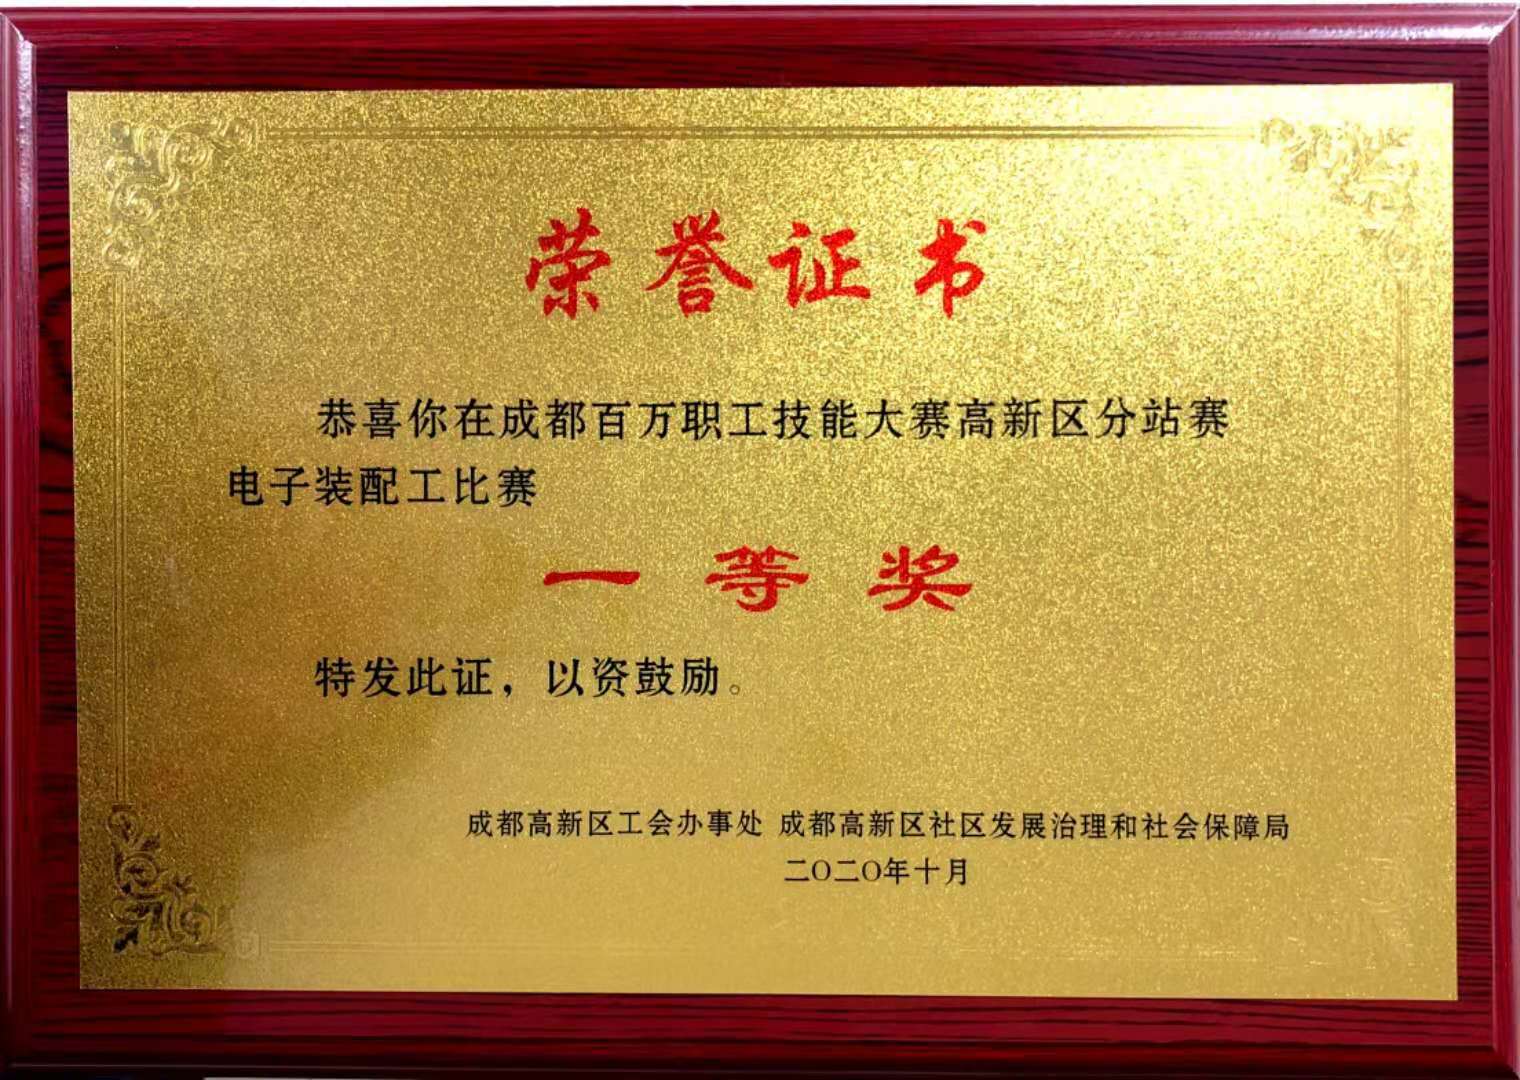 荣誉证书
恭喜你在成都百万职工技能大赛高新区分站赛
电子装配工比赛
一等奖
特发此证，以资鼓励。
成都高新区工会办事处 成都高新区社区发展治理和社会保障局
二〇二〇年十月